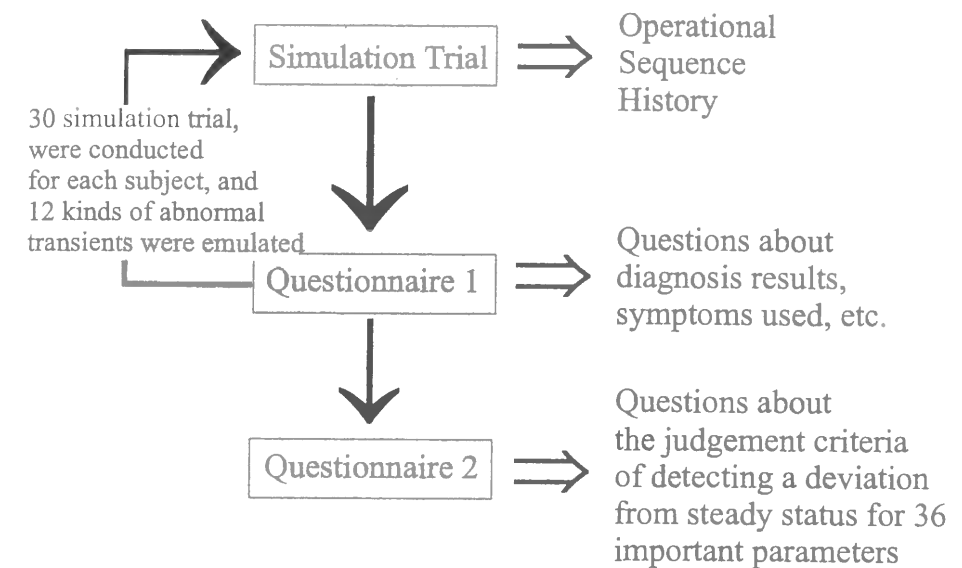 Simulation Trial
Operational
Sequence
History
30 simulation trial,
were conducted
for each subject, and
12 kinds of abnormal
transients were emulated
Questionnaire 1
Questions about
diagnosis results,
symptoms used, etc.
Questionnaire 2
Questions about
the judgement criteria
of detecting a deviation
from steady status for 36
important parameters